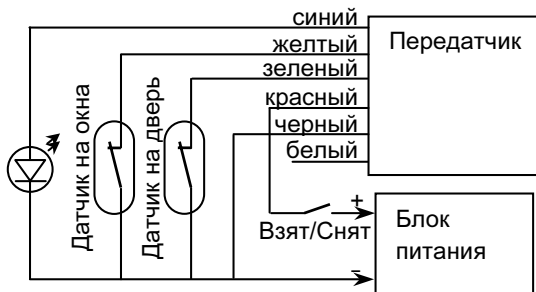 синий
желтый
зеленый
красный
черный
белый
Передатчик
Датчик на окна
Датчик на дверь
Взят/Снят
+
Блок
питания
-